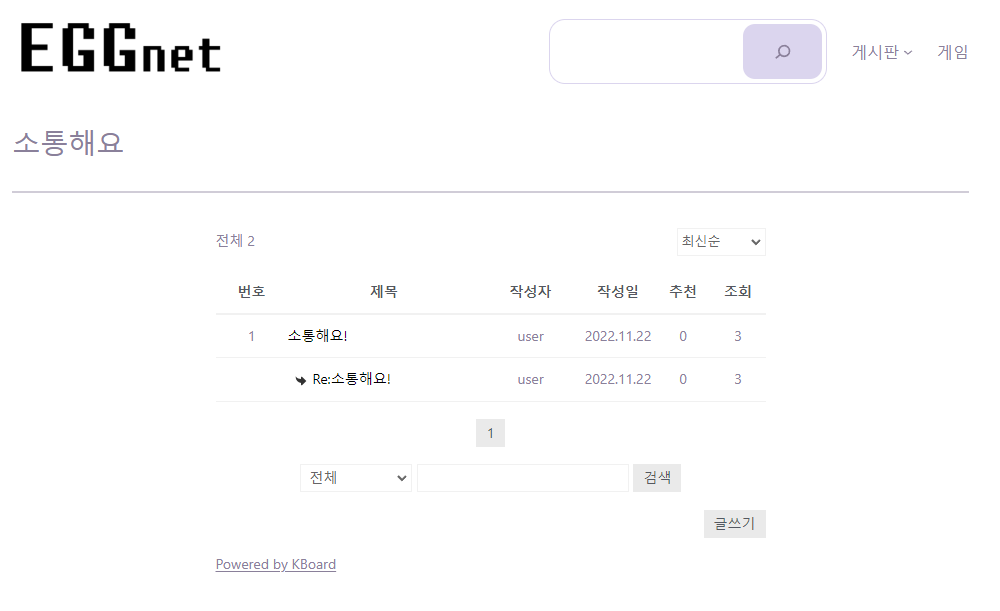 EGGnet 게시판 게임
소통해요
전체 2 최신순
번호 제목 작성자 작성일 추천 조회
1 소통해요! user 2022.11.22 0 3
Re:소통해요! user 2022.11.22 0 3
1
전체 검색
글쓰기
Powered by KBoard